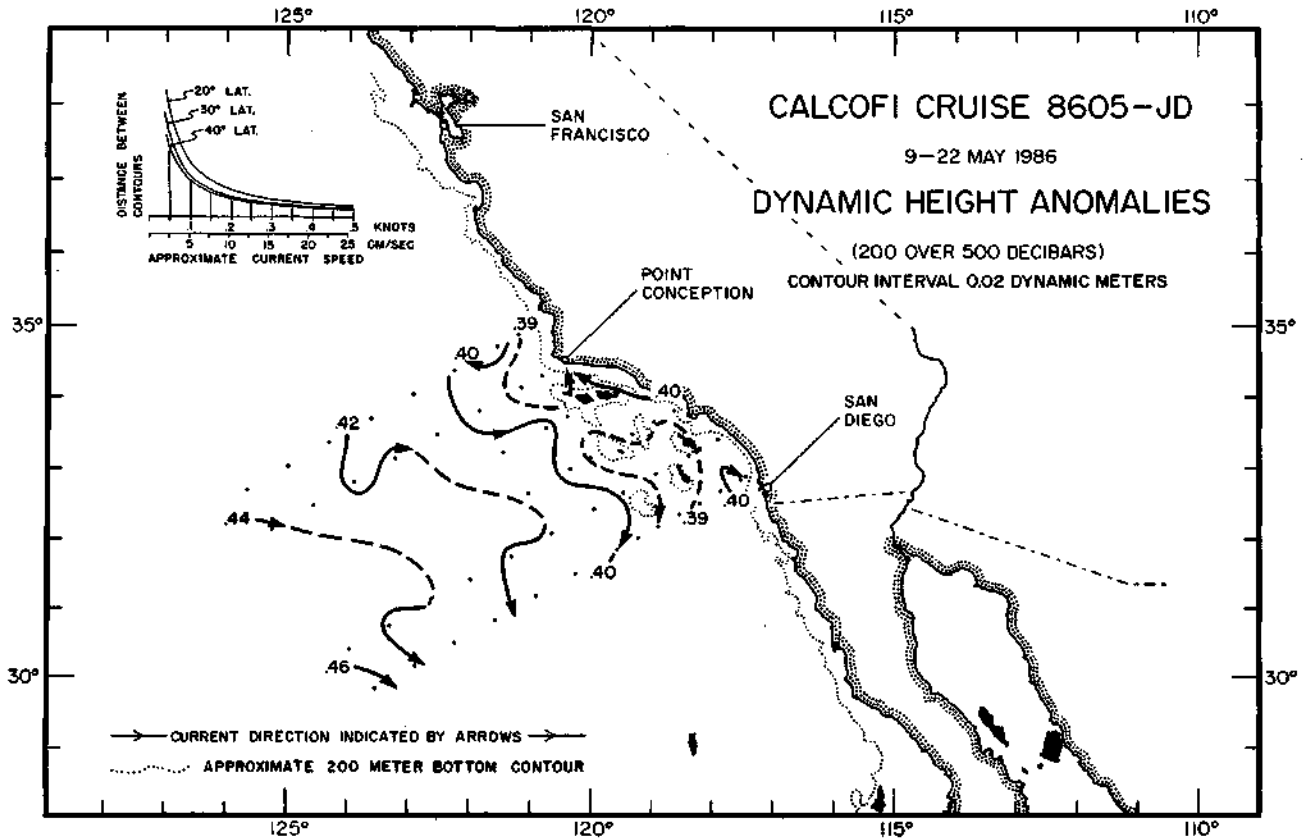 125°
120°
115°
110°
20° LAT.
30° LAT.
40° LAT.
DISTANCE BETWEEN
CONTOURS
.1 .2 .3 .4 .5 KNOTS
5 10 15 20 25 CM/SEC
APPROXIMATE CURRENT SPEED
SAN
FRANCISCO
CALCOFI CRUISE 8605-JD
9-22 MAY 1986
DYNAMIC HEIGHT ANOMALIES
(200 OVER 500 DECIBARS)
CONTOUR INTERVAL 0.02 DYNAMIC METERS
POINT
CONCEPTION
35°
35°
.39
.40
.40
SAN
DIEGO
.42
.44
.39
.40
.40
.46
30°
30°
CURRENT DIRECTION INDICATED BY ARROWS
APPROXIMATE 200 METER BOTTOM CONTOUR
125°
120°
115°
110°